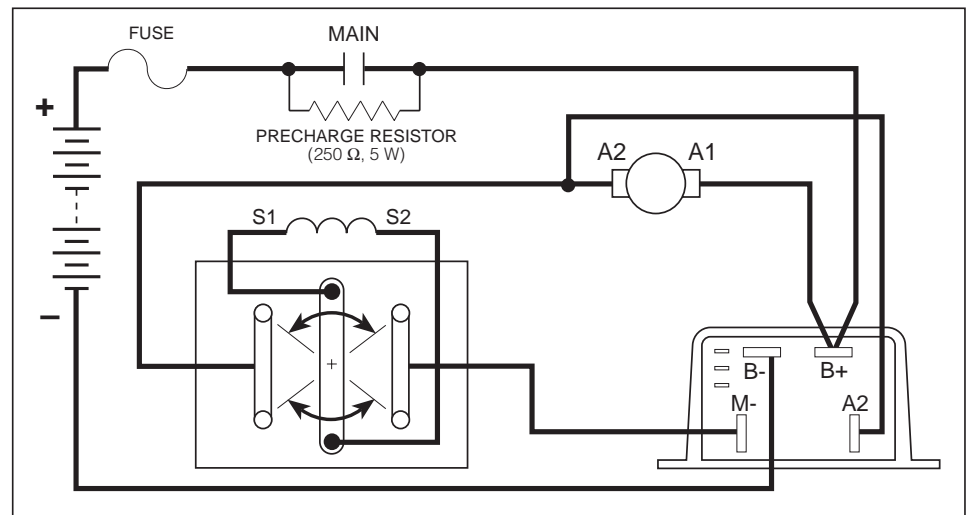 FUSE
MAIN
+
PRECHARGE RESISTOR
(250 Ω, 5 W)
A2
A1
S1
S2
–
B-
B+
M-
A2